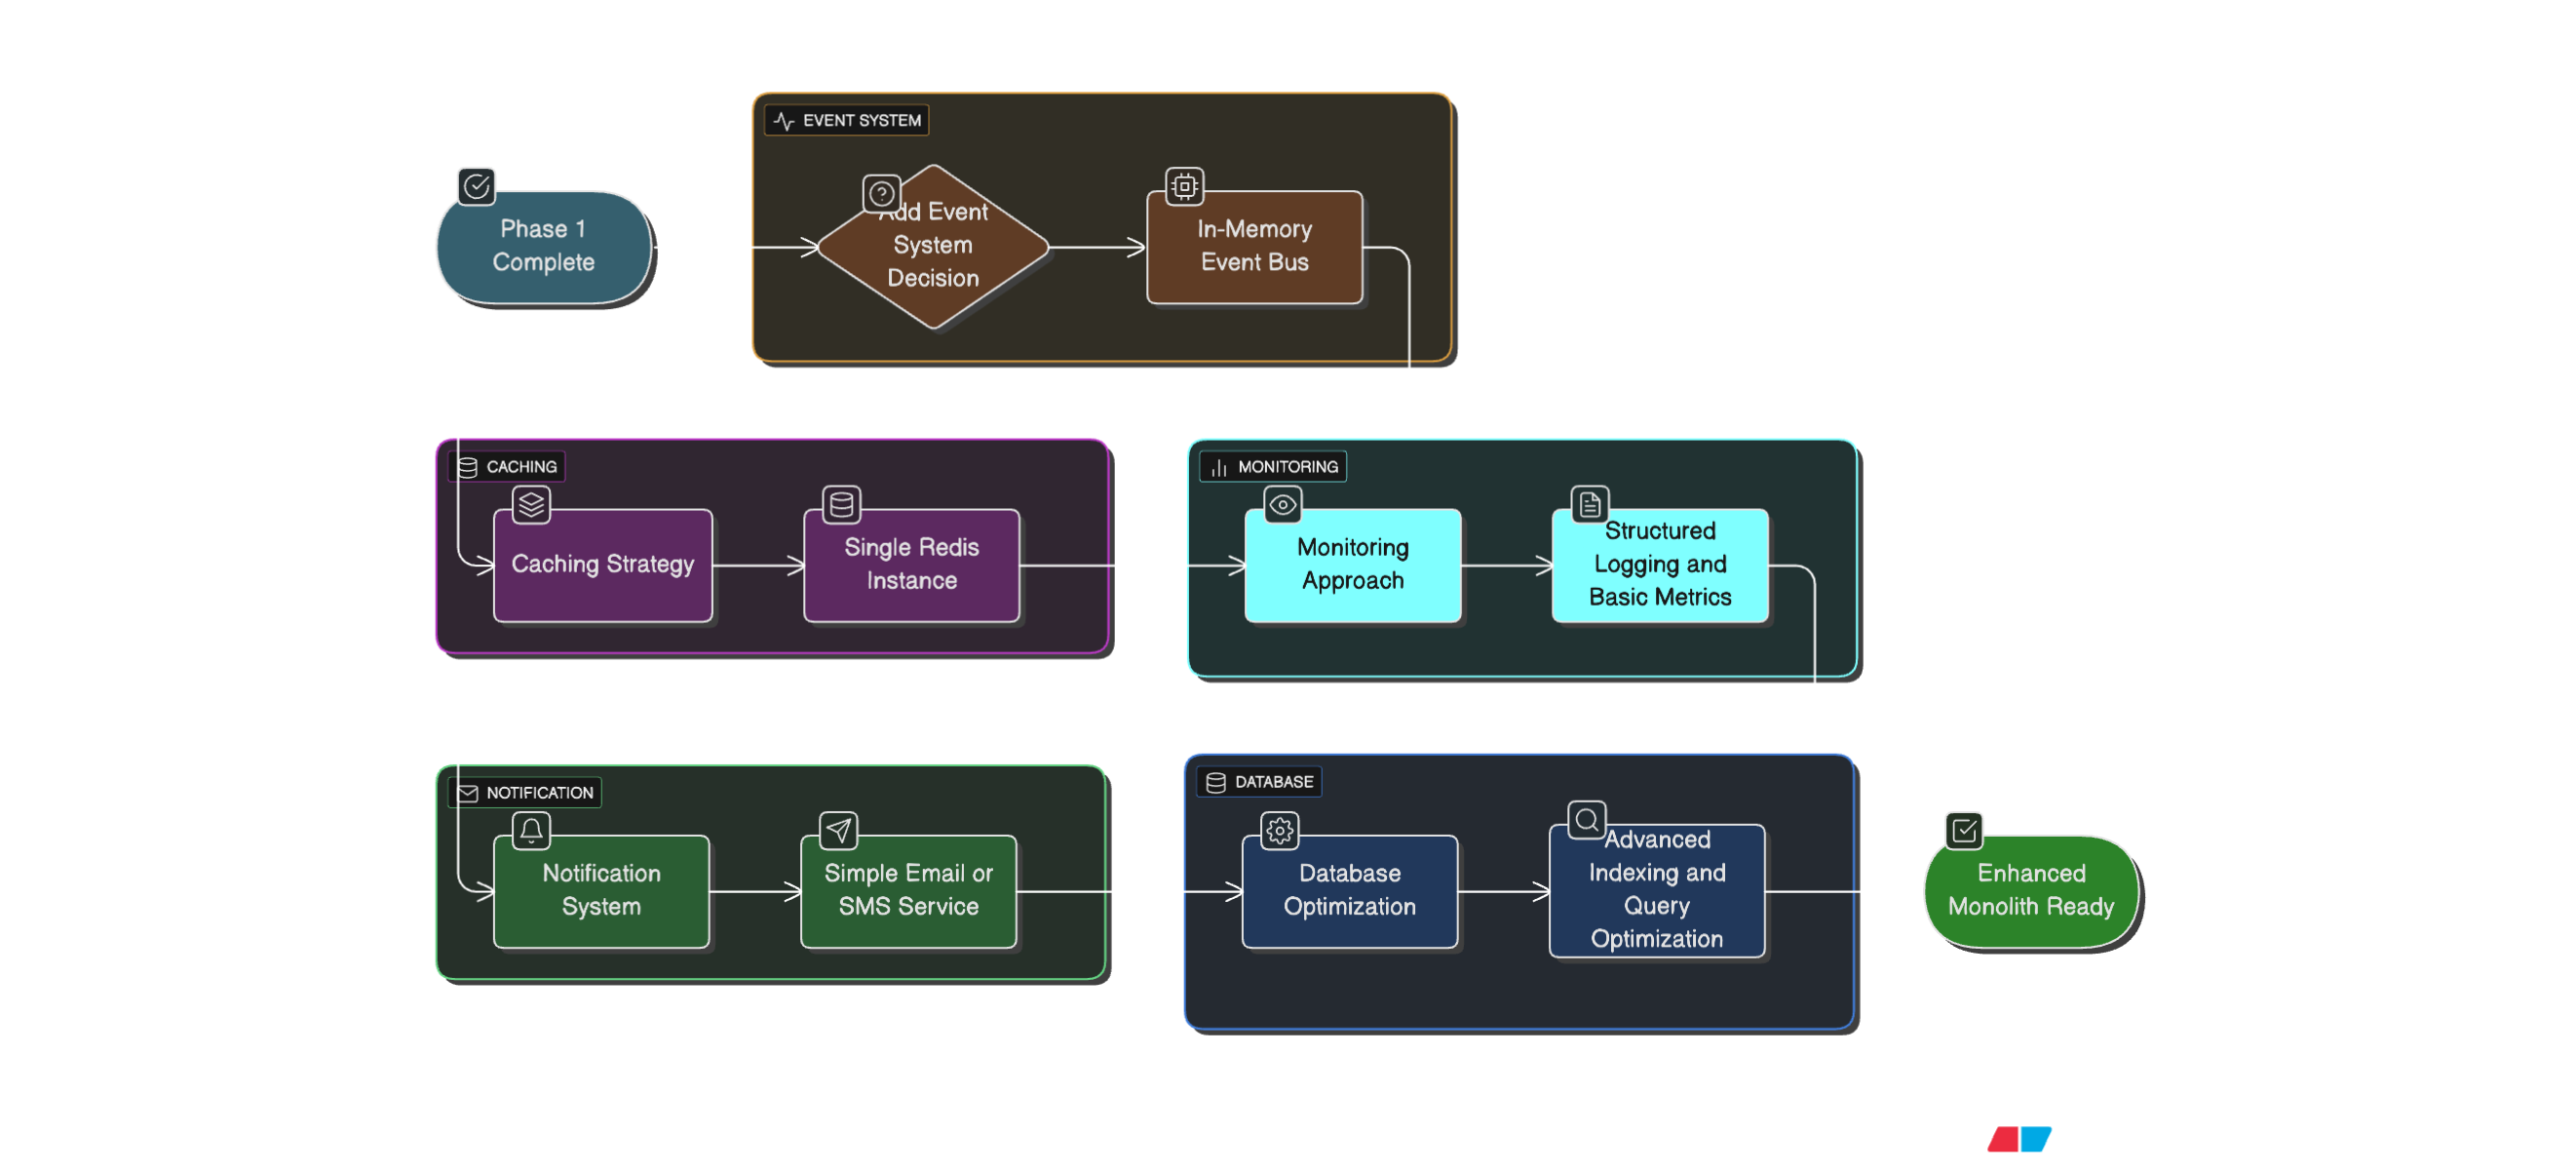 EVENT SYSTEM
Phase 1
Complete
Add Event
System
Decision
In-Memory
Event Bus
CACHING
Caching Strategy
Single Redis
Instance
MONITORING
Monitoring
Approach
Structured
Logging and
Basic Metrics
NOTIFICATION
Notification
System
Simple Email or
SMS Service
DATABASE
Database
Optimization
Advanced
Indexing and
Query
Optimization
Enhanced
Monolith Ready